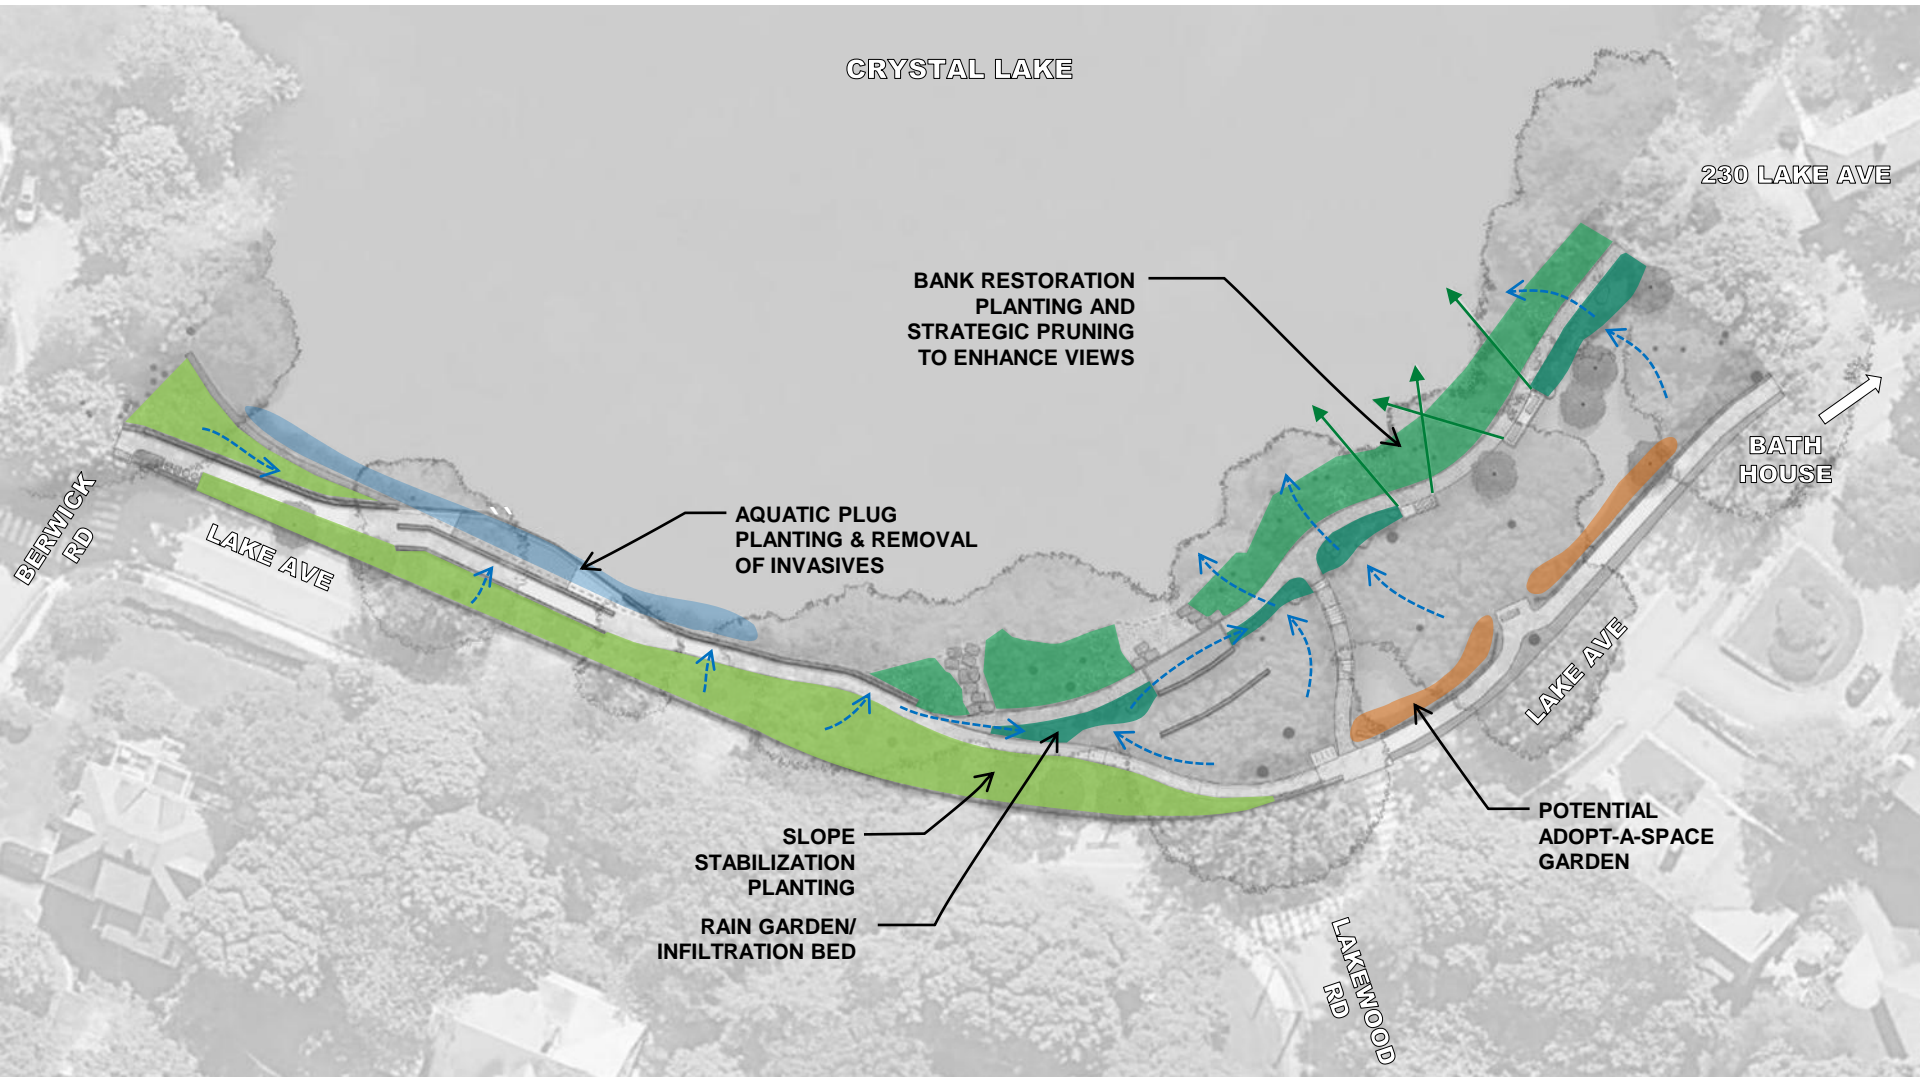 CRYSTAL LAKE
230 LAKE AVE
BANK RESTORATION
PLANTING AND
STRATEGIC PRUNING
TO ENHANCE VIEWS
BATH
HOUSE
BERWICK
RD
LAKE AVE
AQUATIC PLUG
PLANTING & REMOVAL
OF INVASIVES
LAKE AVE
SLOPE
STABILIZATION
PLANTING
POTENTIAL
ADOPT-A-SPACE
GARDEN
RAIN GARDEN/
INFILTRATION BED
LAKEWOOD
RD